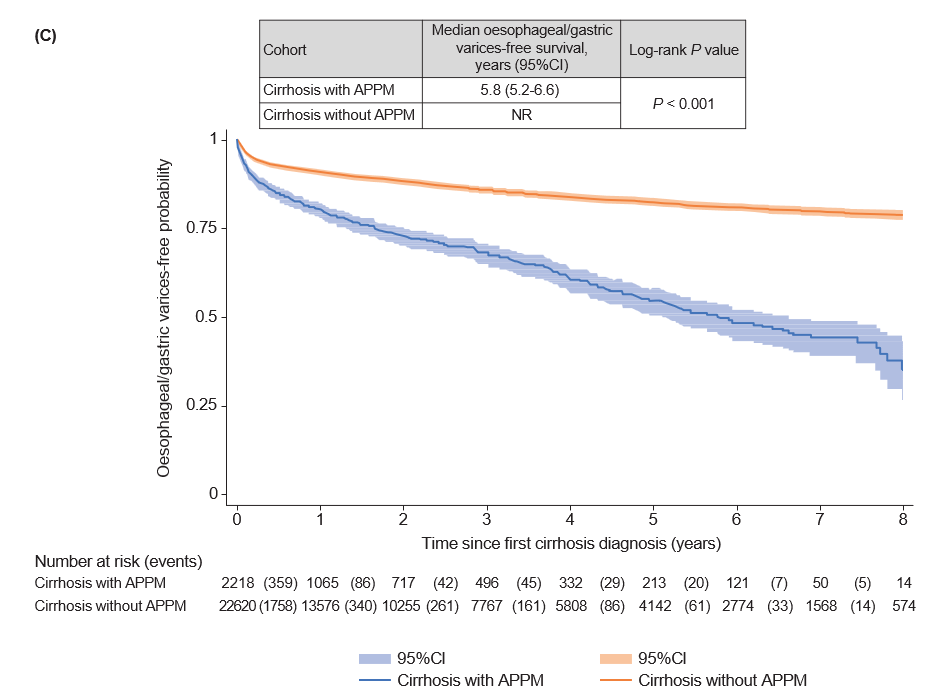 (C)
Cohort
Median oesophageal/gastric
varices-free survival,
years (95%CI)
Log-rank P value
Cirrhosis with APPM
5.8 (5.2-6.6)
P < 0.001
Cirrhosis without APPM
NR
Oesophageal/gastric varices-free probability
1
0.75
0.5
0.25
0
0 1 2 3 4 5 6 7 8
Time since first cirrhosis diagnosis (years)
Number at risk (events)
Cirrhosis with APPM 2218 (359) 1065 (86) 717 (42) 496 (45) 332 (29) 213 (20) 121 (7) 50 (5) 14
Cirrhosis without APPM 22620 (1758) 13576 (340) 10255 (261) 7767 (161) 5808 (86) 4142 (61) 2774 (33) 1568 (14) 574
95%CI 95%CI
Cirrhosis with APPM Cirrhosis without APPM